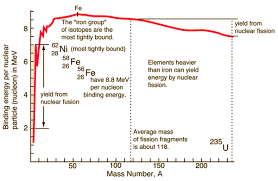 Fe
The "iron group"
of isotopes are the
most tightly bound.
62
28 Ni (most tightly bound)
58
26 Fe
56
26 Fe
have 8.8 MeV
per nucleon
binding energy.
yield from
nuclear fusion
yield from
nuclear
fission
Elements heavier
than iron can yield
energy by nuclear
fission.
Average mass
of fission fragments
is about 118.
235 U
Binding energy per nuclear
particle (nucleon) in MeV
8
6
4
2
50
100
150
200
Mass Number, A